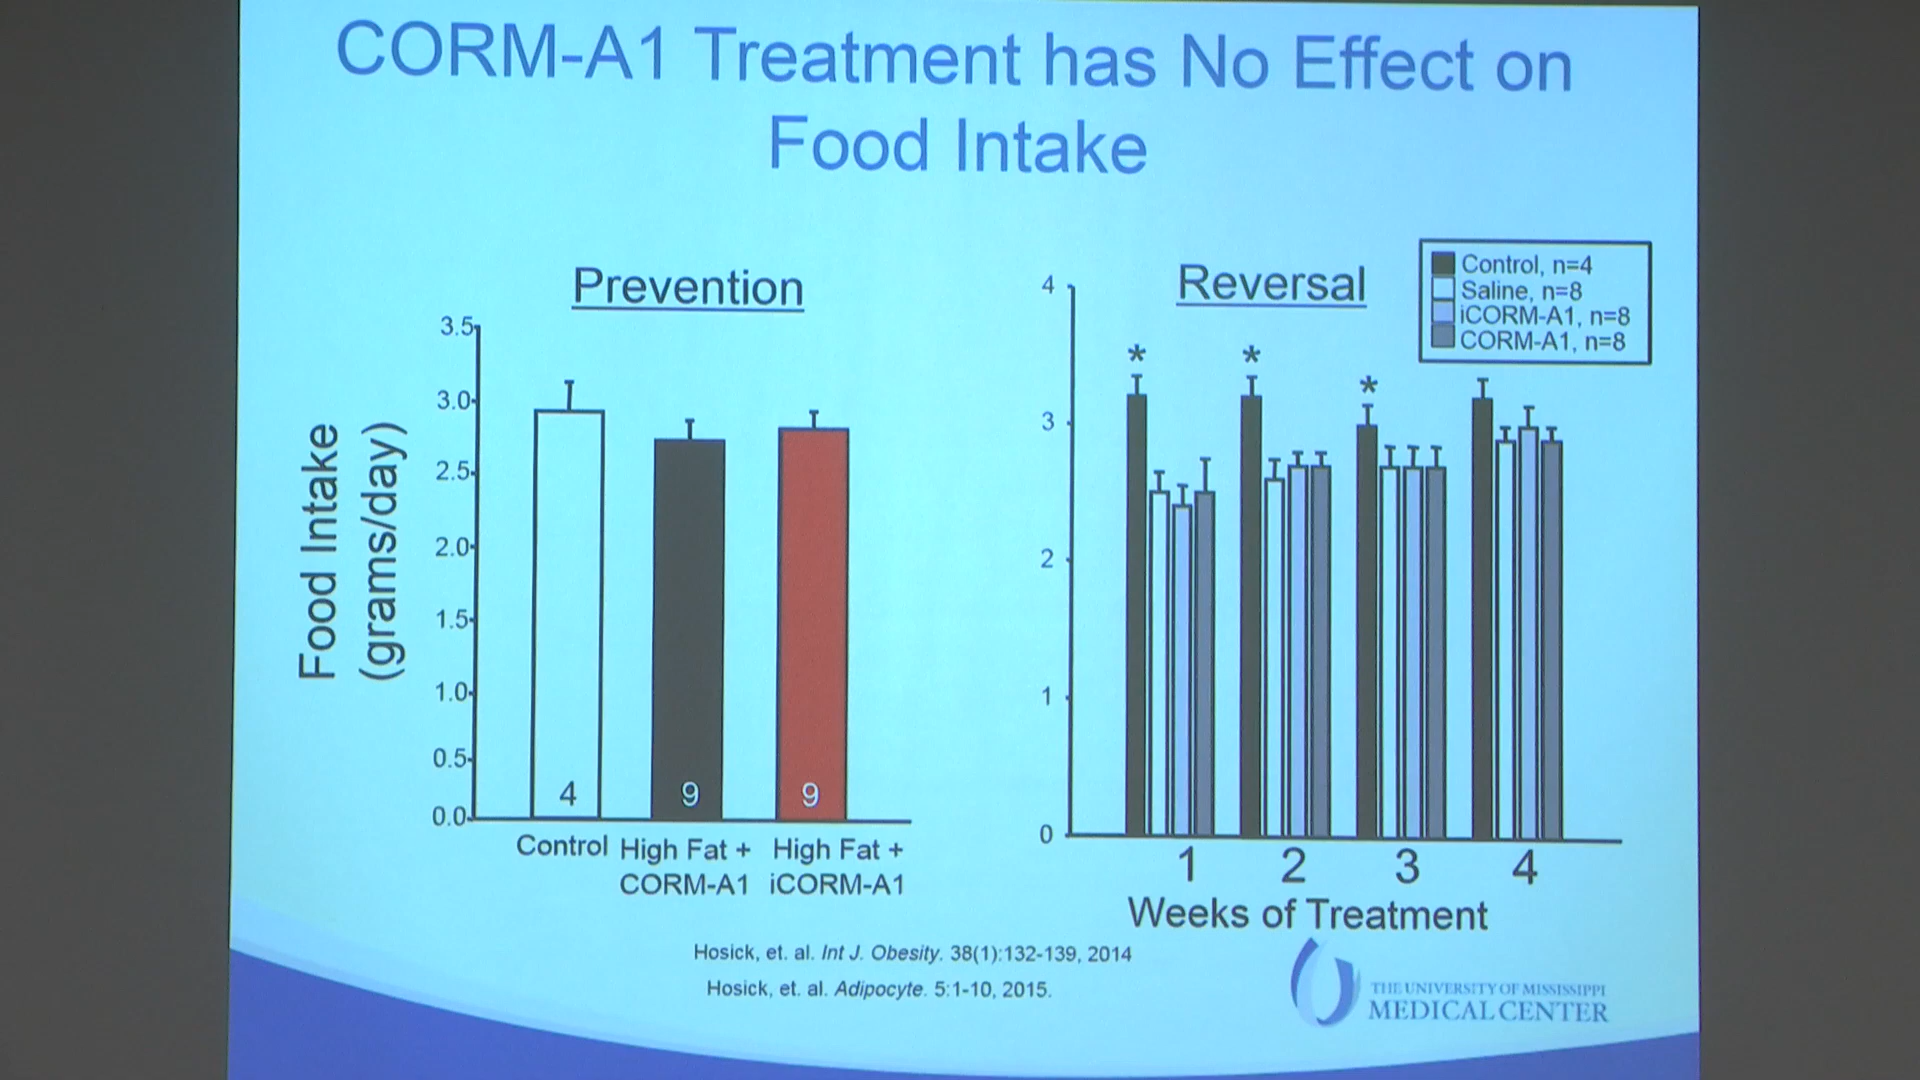 CORM-A1 Treatment has No Effect on
Food Intake
Prevention
Food Intake
(grams/day)
3.5
3.0
2.5
2.0
1.5
1.0
0.5
0.0
4
9
9
Control
High Fat +
CORM-A1
High Fat +
iCORM-A1
Reversal
Control, n=4
Saline, n=8
iCORM-A1, n=8
CORM-A1, n=8
4
3
2
1
0
*
*
*
1 2 3 4
Weeks of Treatment
Hosick, et. al. Int J. Obesity. 38(1):132-139, 2014
Hosick, et. al. Adipocyte. 5:1-10, 2015.
THE UNIVERSITY OF MISSISSIPPI
MEDICAL CENTER